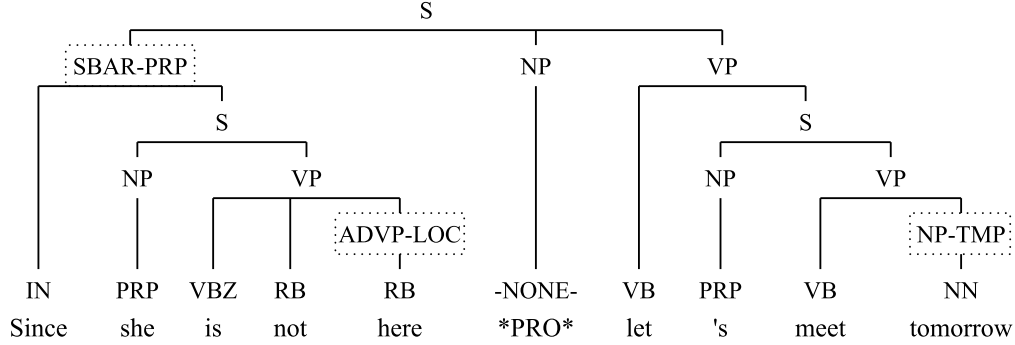 S
SBAR-PRP NP VP
S S
NP VP NP VP
ADVP-LOC NP-TMP
IN PRP VBZ RB RB -NONE- VB PRP VB NN
Since she is not here *PRO* let 's meet tomorrow